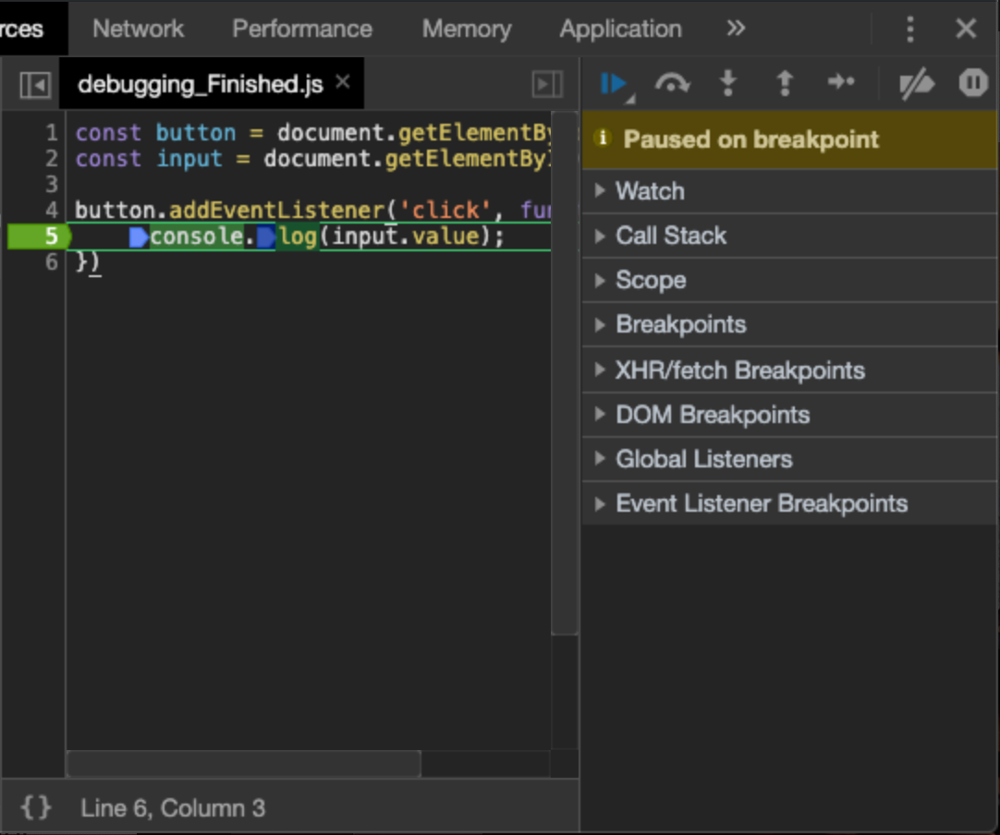 rces Network Performance Memory Application »
debugging_Finished.js ×
1 const button = document.getElementBy
2 const input = document.getElementBy
3
4 button.addEventListener('click', fun
5 console.log(input.value);
6 })
{} Line 6, Column 3
Paused on breakpoint
Watch
Call Stack
Scope
Breakpoints
XHR/fetch Breakpoints
DOM Breakpoints
Global Listeners
Event Listener Breakpoints